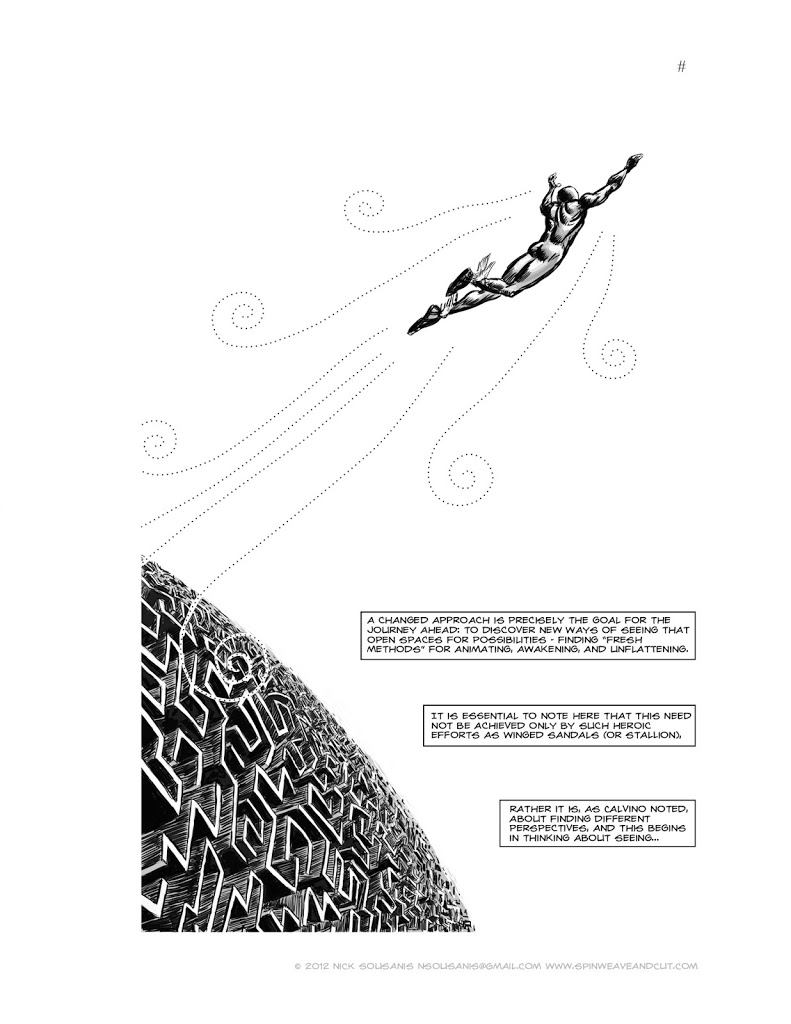 #
A CHANGED APPROACH IS PRECISELY THE GOAL FOR THE
JOURNEY AHEAD: TO DISCOVER NEW WAYS OF SEEING THAT
OPEN SPACES FOR POSSIBILITIES - FINDING "FRESH
METHODS" FOR ANIMATING, AWAKENING, AND UNFLATTENING.
IT IS ESSENTIAL TO NOTE HERE THAT THIS NEED
NOT BE ACHIEVED ONLY BY SUCH HEROIC
EFFORTS AS WINGED SANDALS (OR STALLION);
RATHER IT IS, AS CALVINO NOTED,
ABOUT FINDING DIFFERENT
PERSPECTIVES, AND THIS BEGINS
IN THINKING ABOUT SEEING...
© 2012 NICK SOUSANIS NSOUSANIS@GMAIL.COM WWW.SPINWEAVEANDCUT.COM